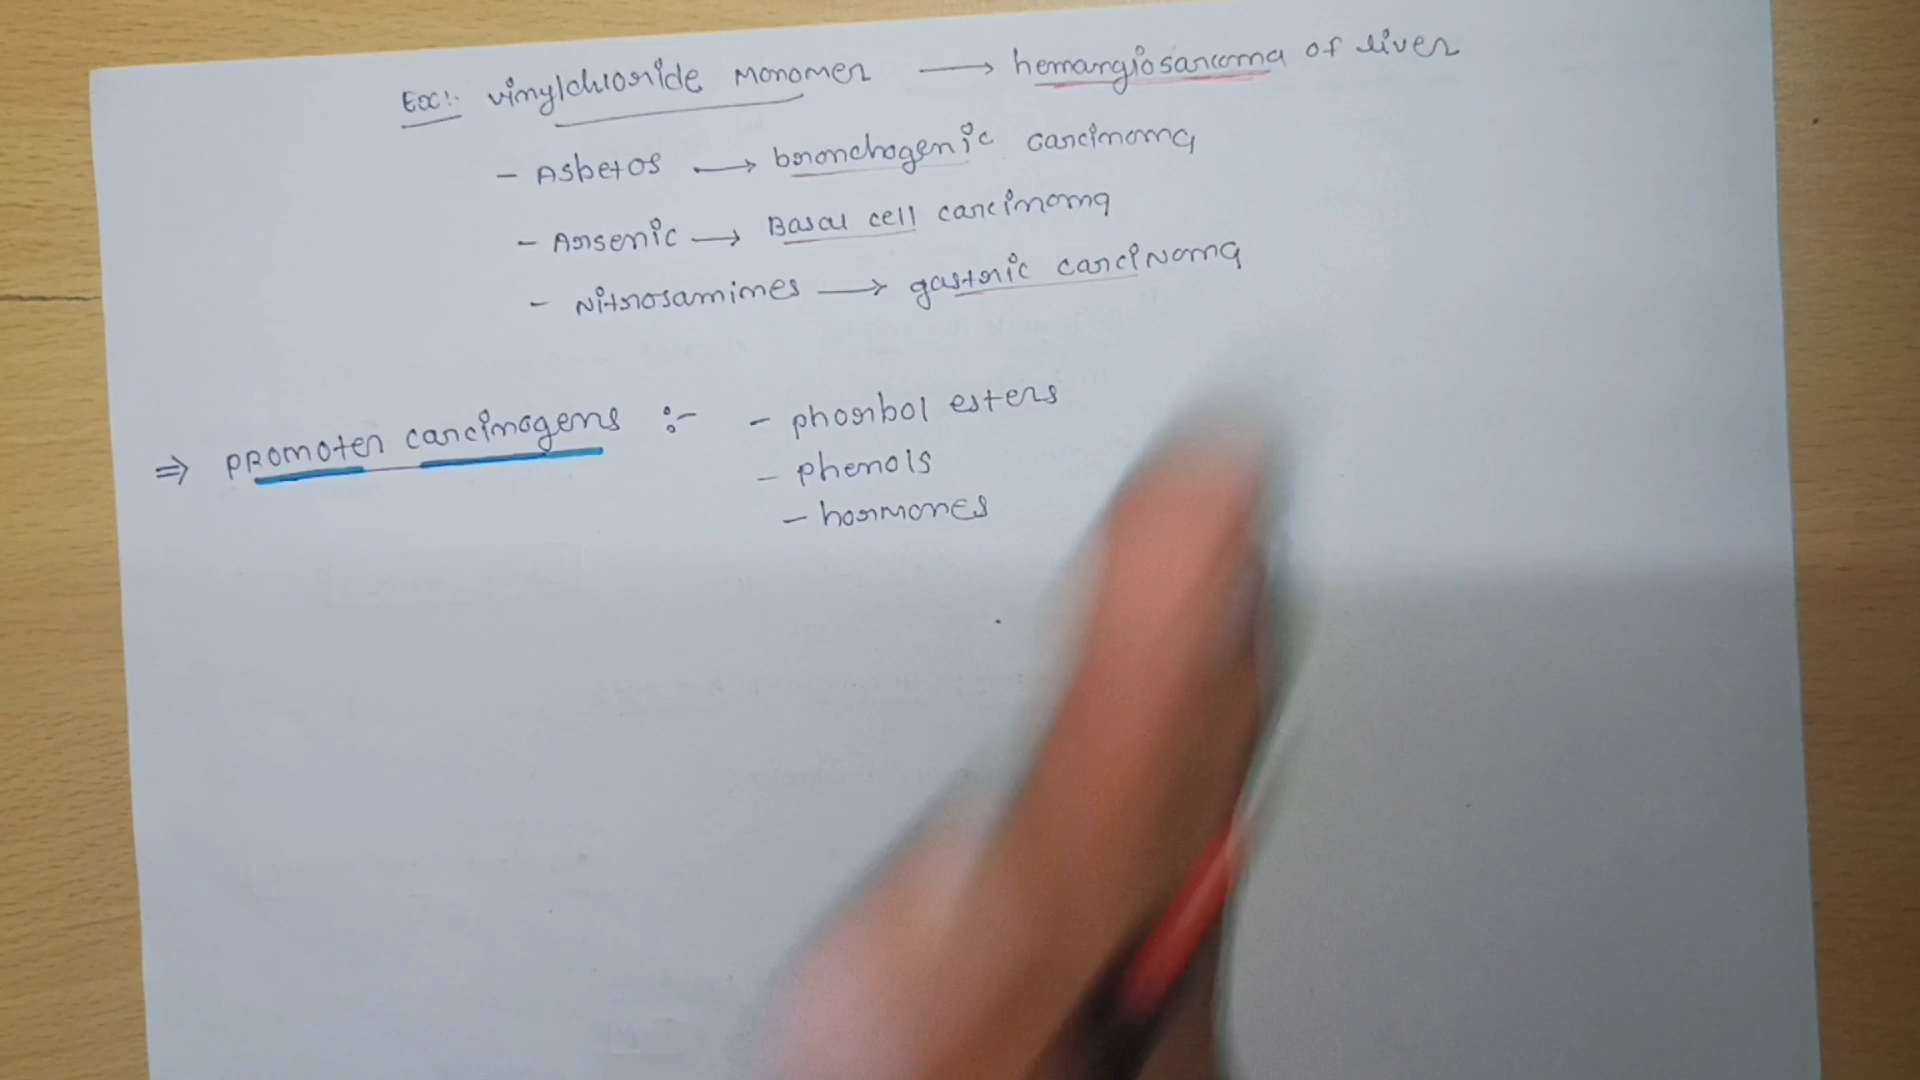 Ex:- vinylchloride monomer → hemangiosarcoma of liver
- Asbetos → bronchogenic carcinoma
- Arsenic → Basal cell carcinoma
- Nitrosamines → gastric carcinoma
⇒ Promoter carcinogens :- - phorbol esters
- phenols
- hormones